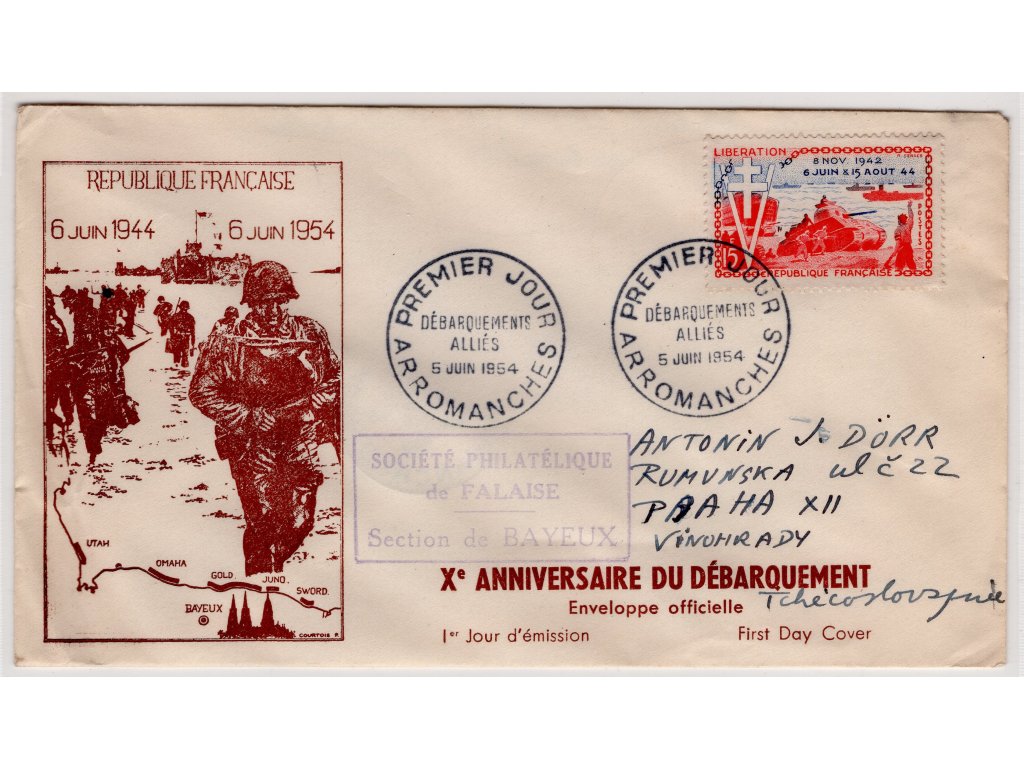 REPUBLIQUE FRANÇAISE
6 JUIN 1944 6 JUIN 1954
UTAH
OMAHA
GOLD.
JUNO.
SWORD.
BAYEUX
COURTOIS P.
PREMIER JOUR
DÉBARQUEMENTS
ALLIÉS
5 JUIN 1954
ARROMANCHES
PREMIER JOUR
DÉBARQUEMENTS
ALLIÉS
5 JUIN 1954
ARROMANCHES
LIBERATION
8 NOV 1942
6 JUIN & 15 AOUT 44
POSTES
15F
REPUBLIQUE FRANÇAISE
SOCIÉTÉ PHILATÉLIQUE
de FALAISE
Section de BAYEUX
ANTONIN J. DÖRR
RUMUNSKA ul č 22
PRAHA XII
VINOHRADY
Tchécoslovaquie
Xe ANNIVERSAIRE DU DÉBARQUEMENT
Enveloppe officielle
1er Jour d'émission First Day Cover